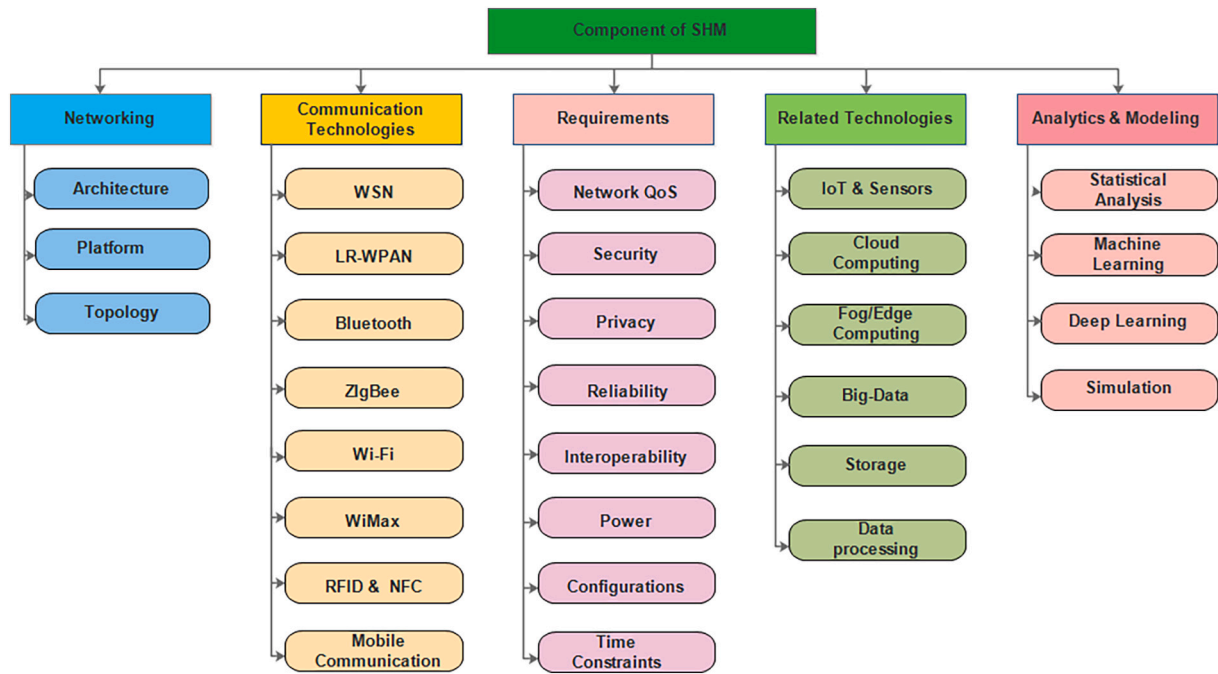 Component of SHM
Networking
Architecture
Platform
Topology
Communication
Technologies
WSN
LR-WPAN
Bluetooth
ZIgBee
Wi-Fi
WiMax
RFID & NFC
Mobile
Communication
Requirements
Network QoS
Security
Privacy
Reliability
Interoperability
Power
Configurations
Time
Constraints
Related Technologies
IoT & Sensors
Cloud
Computing
Fog/Edge
Computing
Big-Data
Storage
Data
processing
Analytics & Modeling
Statistical
Analysis
Machine
Learning
Deep Learning
Simulation